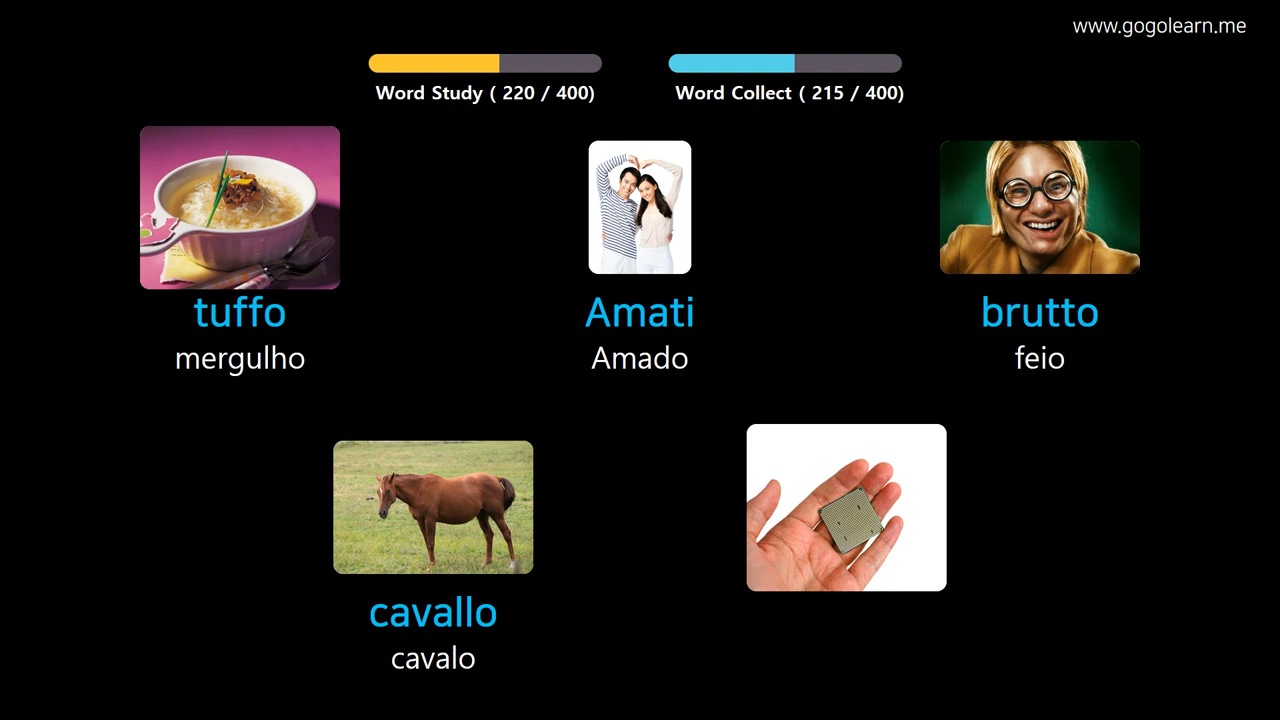 www.gogolearn.me
Word Study ( 220 / 400)
Word Collect ( 215 / 400)
tuffo
mergulho
Amati
Amado
brutto
feio
cavallo
cavalo